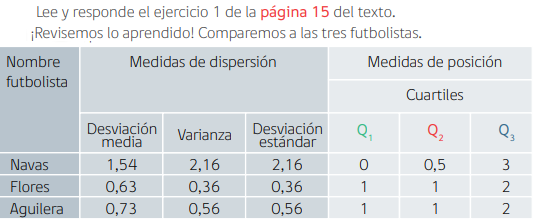 Lee y responde el ejercicio 1 de la página 15 del texto.
¡Revisemos lo aprendido! Comparemos a las tres futbolistas.
Nombre futbolista Medidas de dispersión Medidas de posición
Cuartiles
Desviación media Varianza Desviación estándar Q1 Q2 Q3
Navas 1,54 2,16 2,16 0 0,5 3
Flores 0,63 0,36 0,36 1 1 2
Aguilera 0,73 0,56 0,56 1 1 2